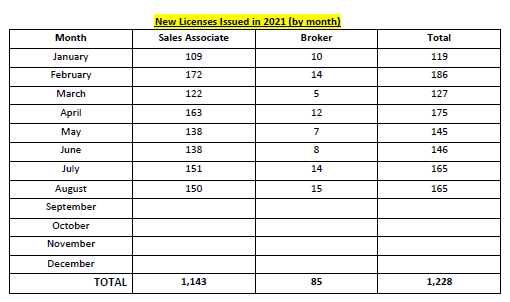 New Licenses Issued in 2021 (by month)
Month Sales Associate Broker Total
January 109 10 119
February 172 14 186
March 122 5 127
April 163 12 175
May 138 7 145
June 138 8 146
July 151 14 165
August 150 15 165
September
October
November
December
TOTAL 1,143 85 1,228